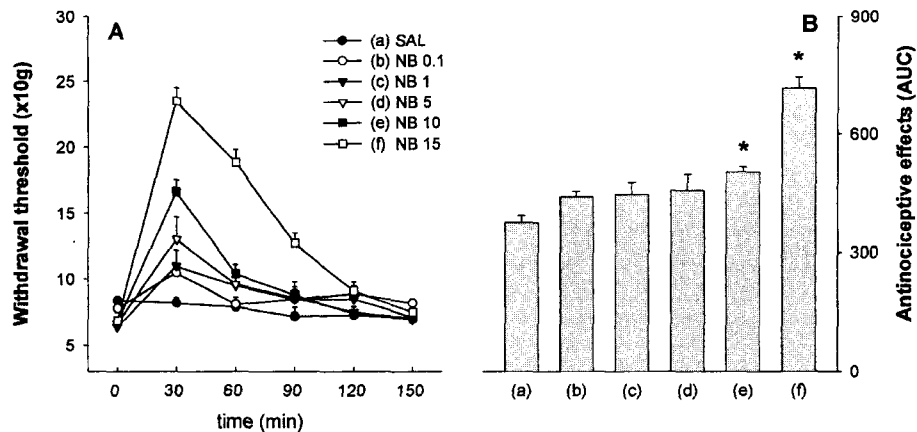 A
Withdrawal threshold (x10g)
30
25
20
15
10
5
(a) SAL
(b) NB 0.1
(c) NB 1
(d) NB 5
(e) NB 10
(f) NB 15
0 30 60 90 120 150
time (min)
B
* *
900
600
300
0
Antinociceptive effects (AUC)
(a) (b) (c) (d) (e) (f)